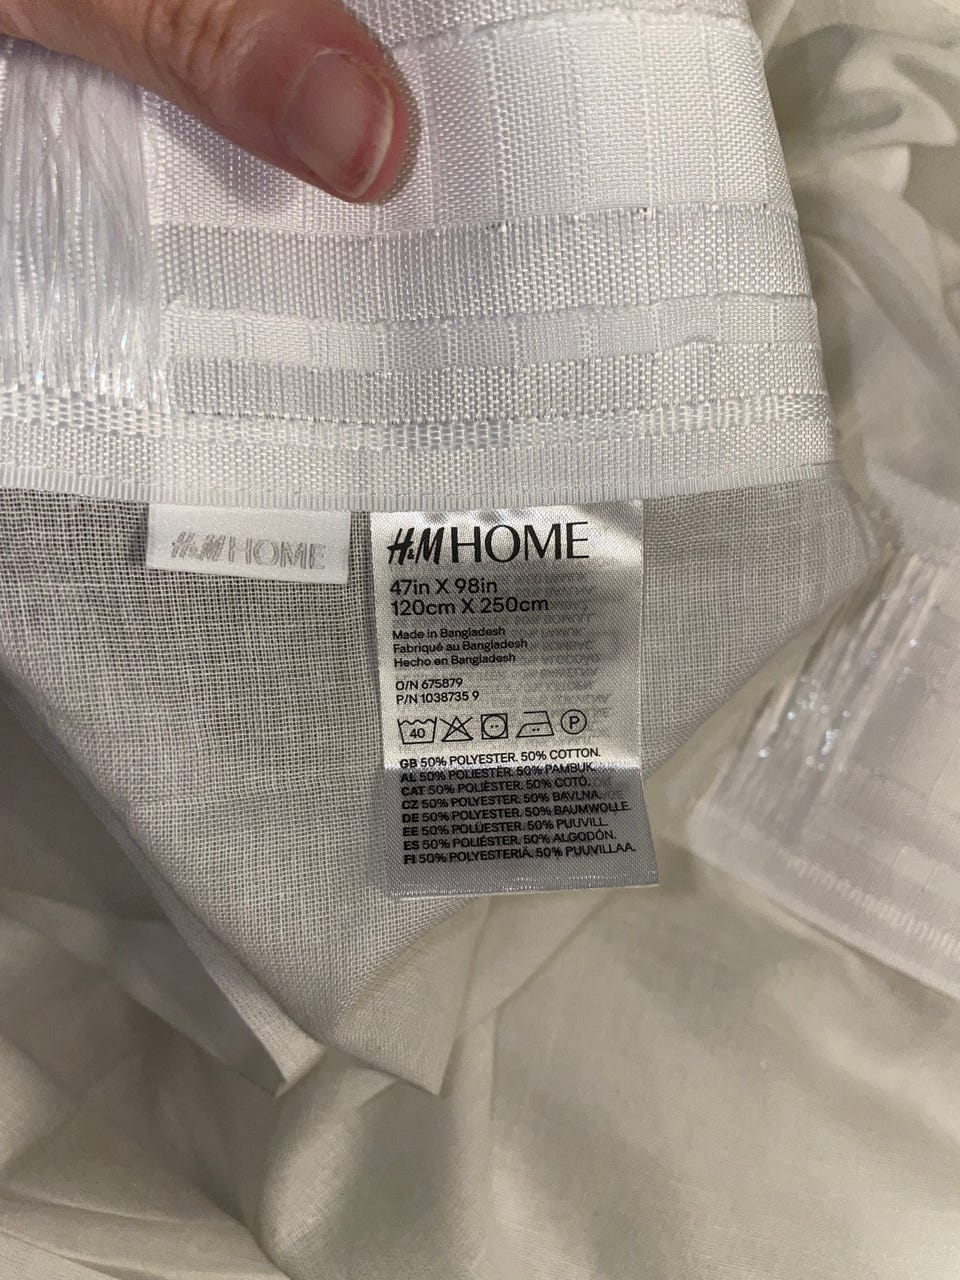 H&M HOME
H&M HOME
47in X 98in
120cm X 250cm
Made in Bangladesh
Fabriqué au Bangladesh
Hecho en Bangladesh
O/N 675879
P/N 1038735 9
40
P
GB 50% POLYESTER. 50% COTTON.
AL 50% POLIESTËR. 50% PAMBUK.
CAT 50% POLIÈSTER. 50% COTÓ.
CZ 50% POLYESTER. 50% BAVLNA.
DE 50% POLYESTER. 50% BAUMWOLLE.
EE 50% POLÜESTER. 50% PUUVILL.
ES 50% POLIÉSTER. 50% ALGODÓN.
FI 50% POLYESTERIÄ. 50% PUUVILLAA.